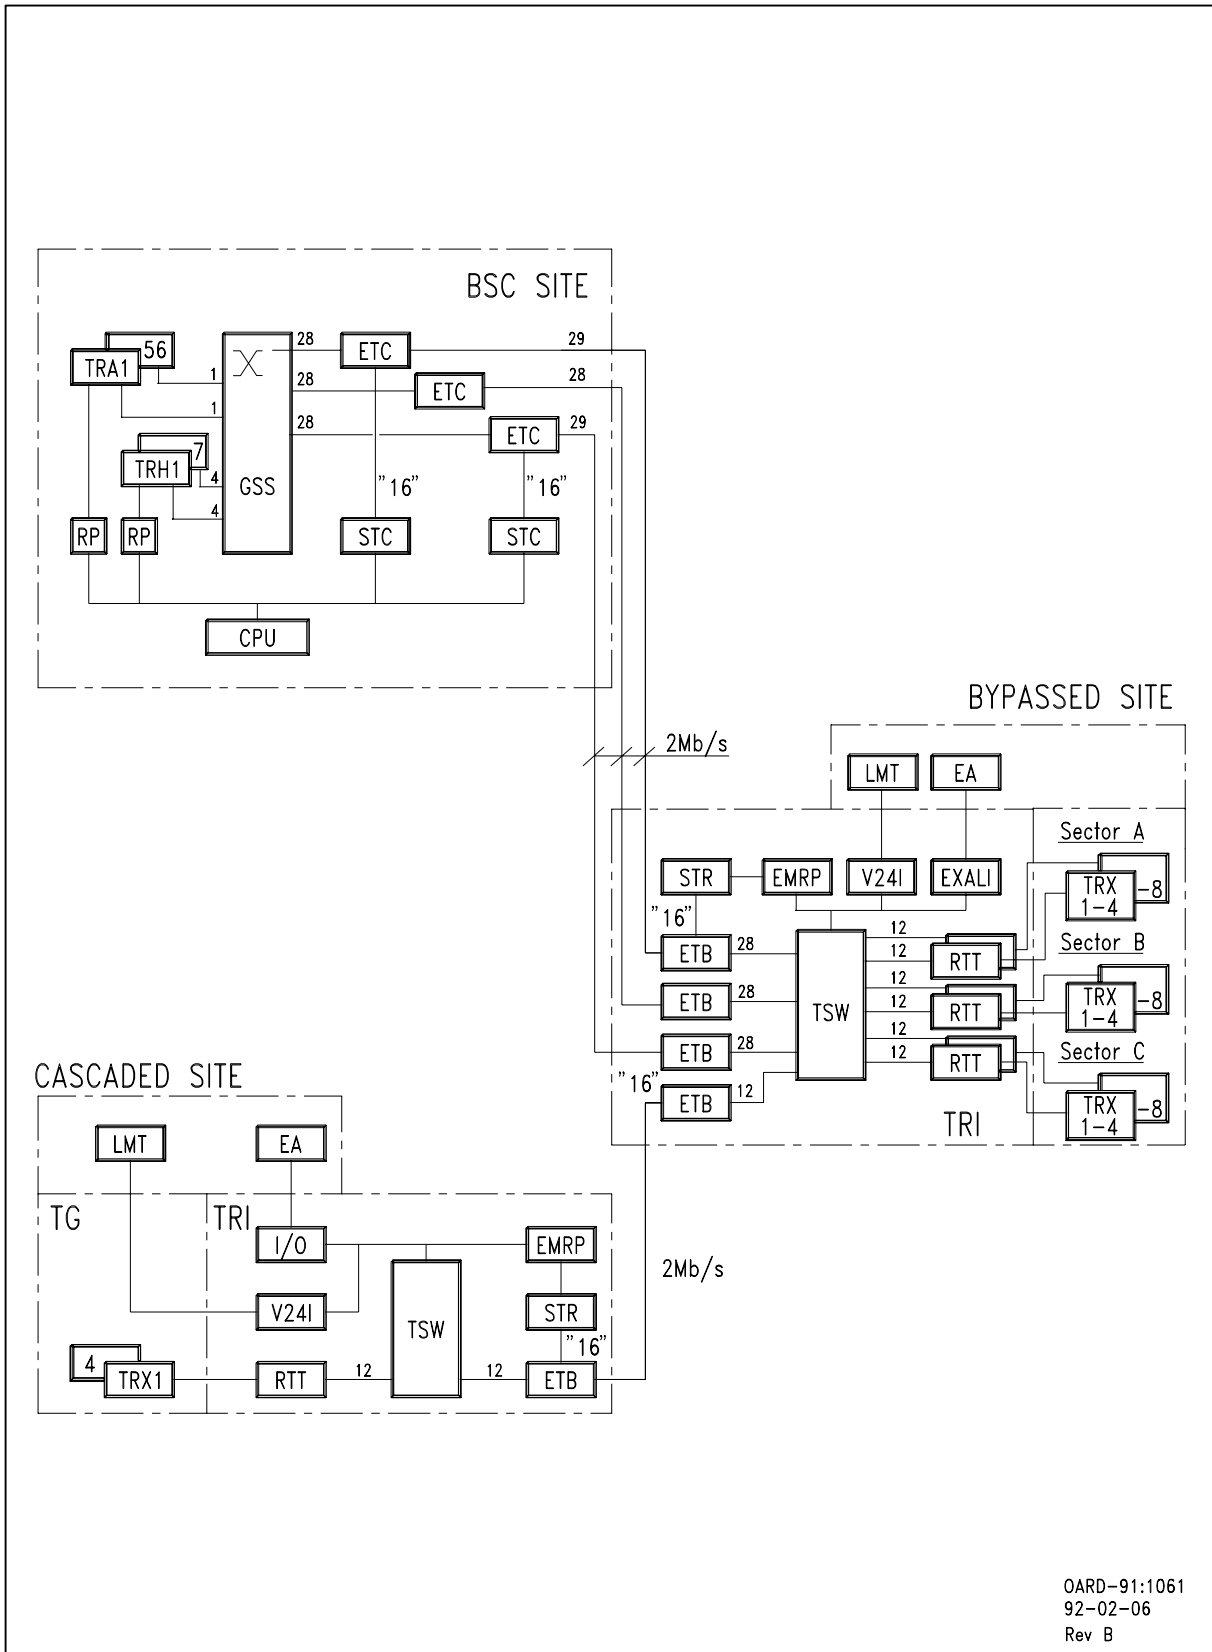 BSC SITE
56
TRA1
1
1
7
TRH1
4
4
GSS
28
ETC
29
28
ETC
28
28
ETC
29
"16"
"16"
RP
RP
STC
STC
CPU
2Mb/s
BYPASSED SITE
LMT
EA
Sector A
STR
EMRP
V24I
EXALI
TRX
1-4
-8
"16"
ETB
28
12
12
RTT
Sector B
ETB
28
TSW
12
12
RTT
TRX
1-4
-8
ETB
28
12
12
RTT
Sector C
"16"
ETB
12
TRX
1-4
-8
TRI
CASCADED SITE
LMT
EA
TG
TRI
I/O
EMRP
2Mb/s
V24I
TSW
STR
"16"
4
TRX1
RTT
12
12
ETB
OARD-91:1061
92-02-06
Rev B